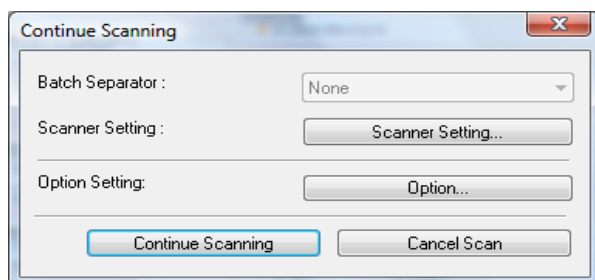 Continue Scanning
Batch Separator :
None
Scanner Setting :
Scanner Setting...
Option Setting:
Option...
Continue Scanning
Cancel Scan